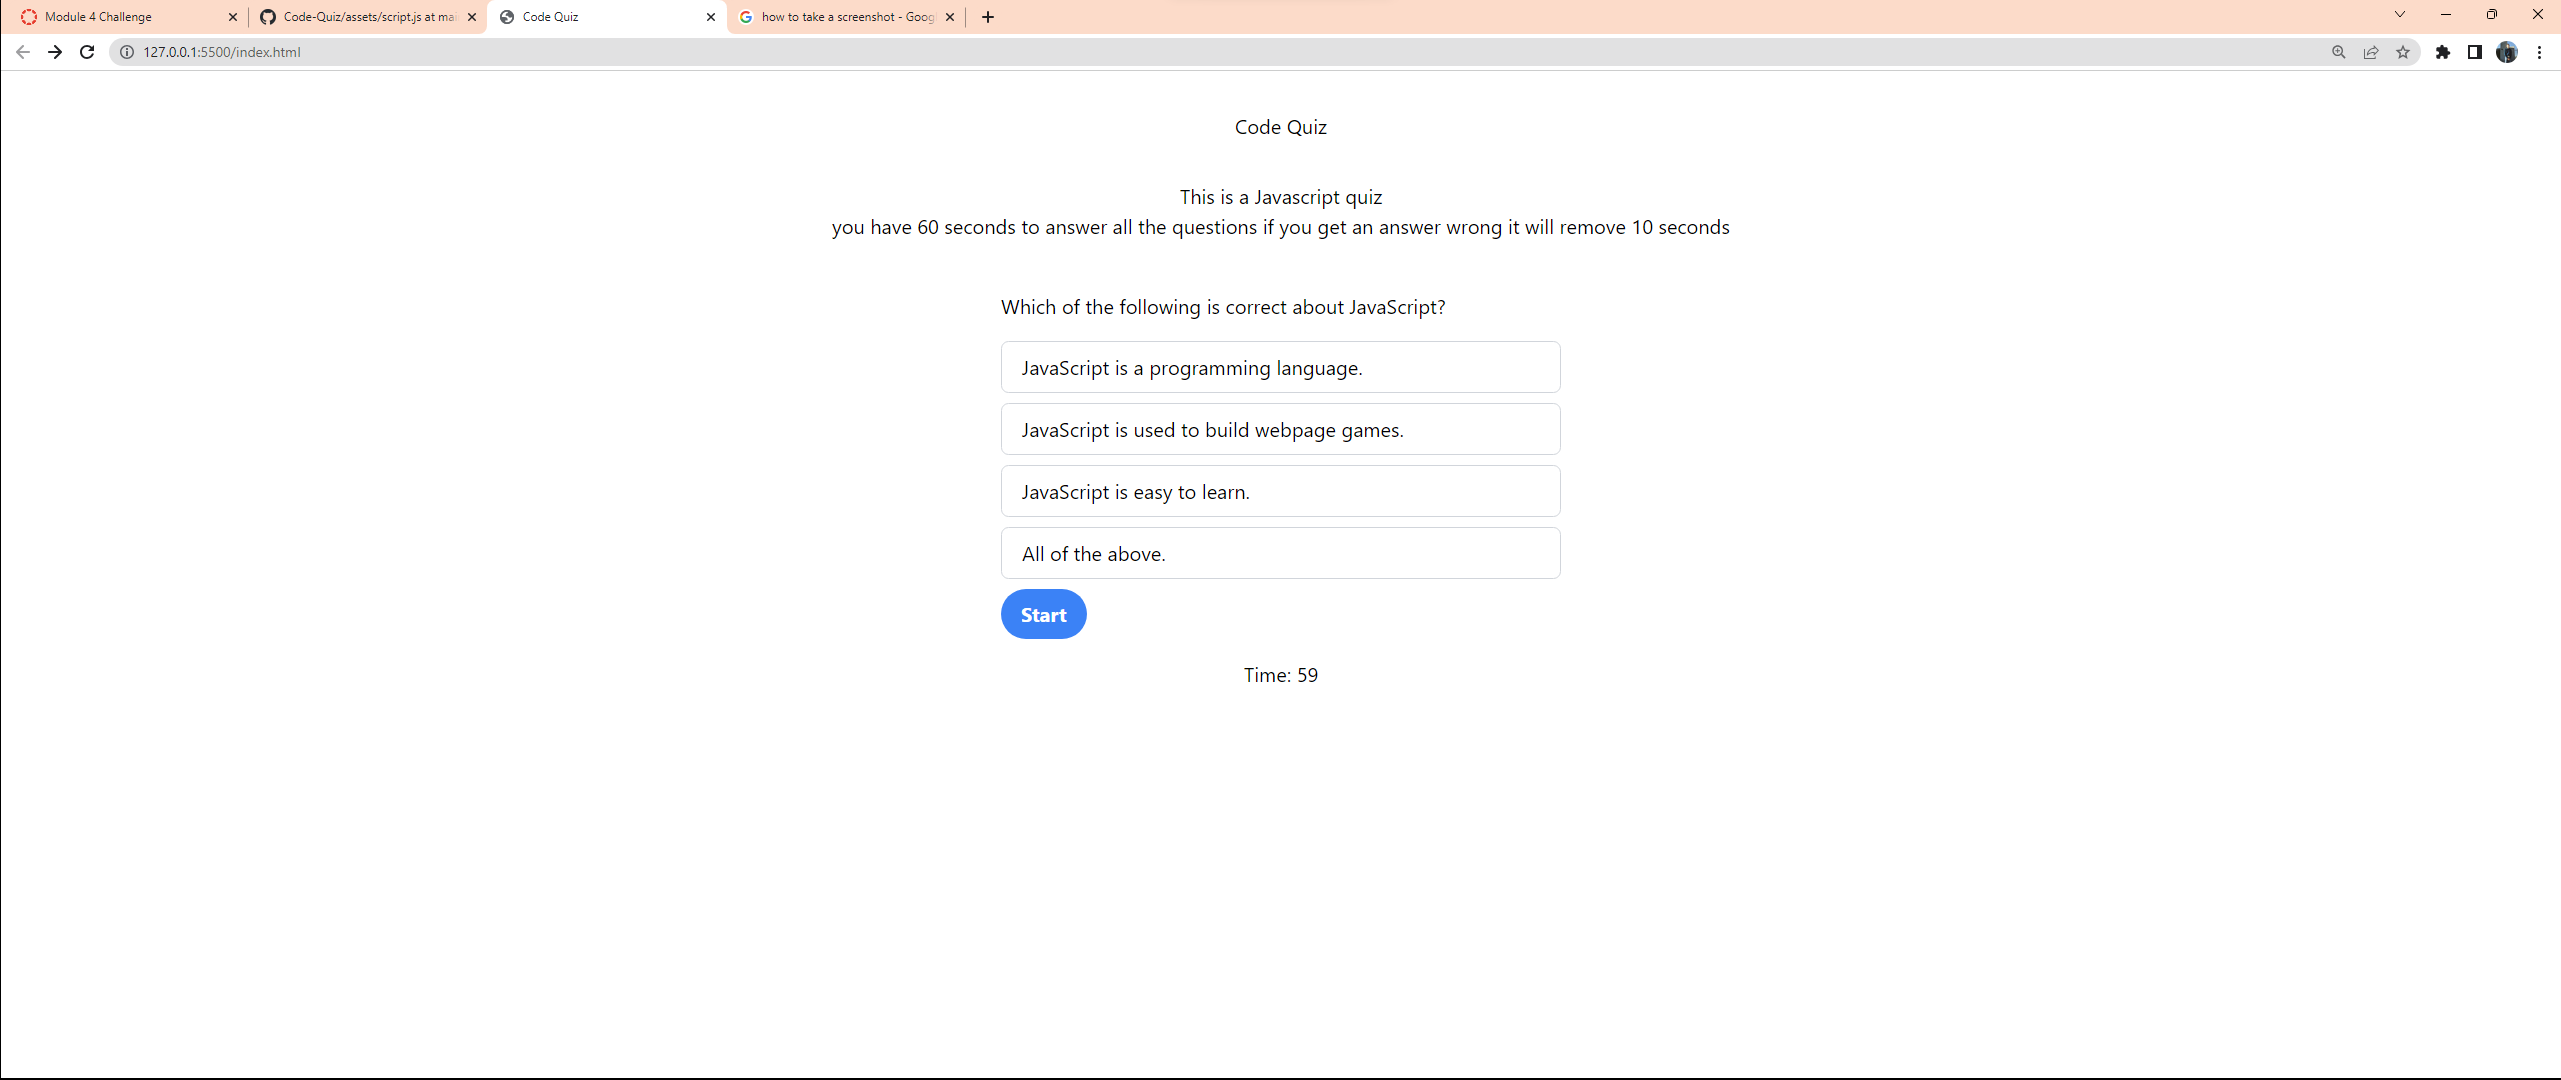 Module 4 Challenge
Code-Quiz/assets/script.js at mai
Code Quiz
how to take a screenshot - Goog
127.0.0.1:5500/index.html
Code Quiz
This is a Javascript quiz
you have 60 seconds to answer all the questions if you get an answer wrong it will remove 10 seconds
Which of the following is correct about JavaScript?
JavaScript is a programming language.
JavaScript is used to build webpage games.
JavaScript is easy to learn.
All of the above.
Start
Time: 59